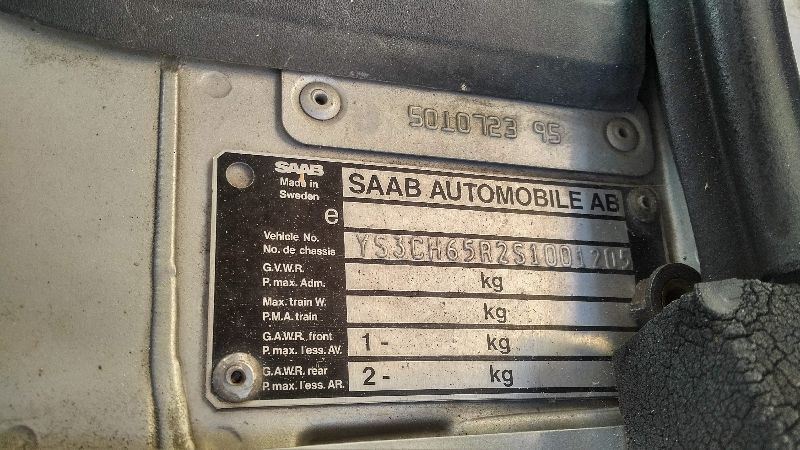 5010723 95
SAAB
Made in
Sweden
SAAB AUTOMOBILE AB
e
Vehicle No.
No. de chassis
YS3CH65R2S1001205
G.V.W.R.
P. max. Adm.
kg
Max. train W.
P.M.A. train
kg
G.A.W.R. front
P. max. l'ess. AV.
1 - kg
G.A.W.R. rear
P. max. l'ess. AR.
2 - kg